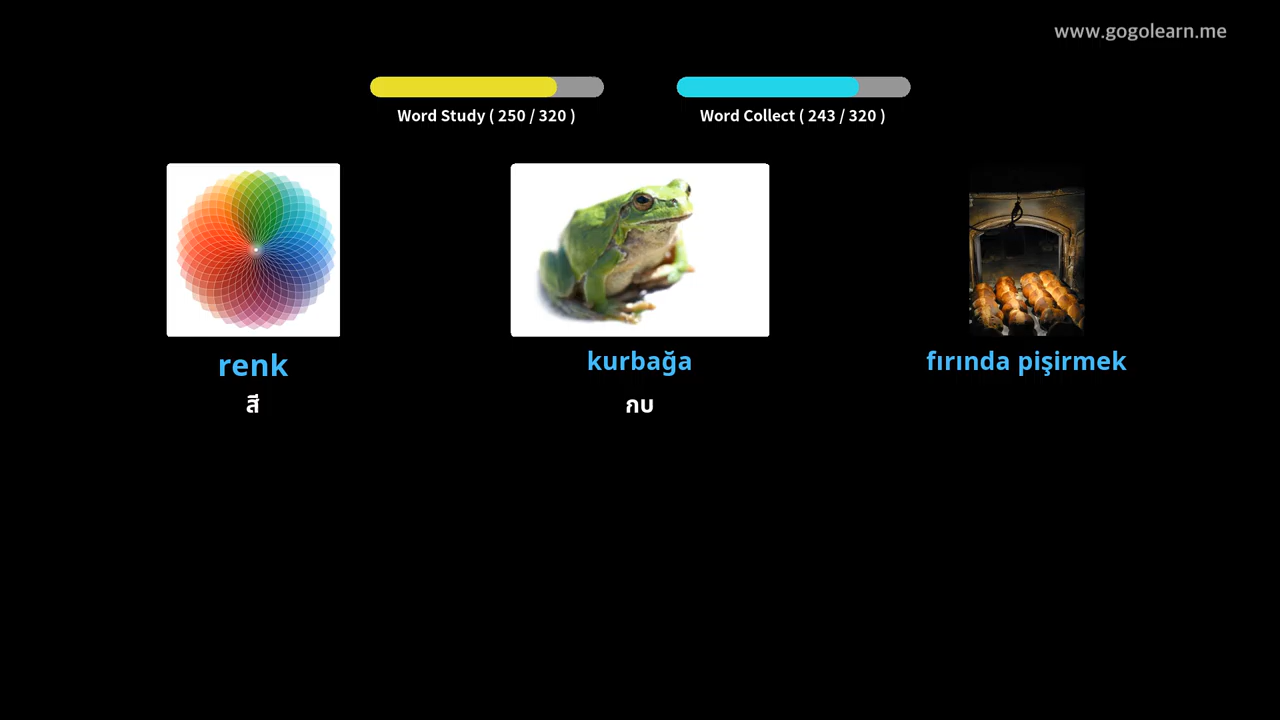 www.gogolearn.me
Word Study ( 250 / 320 )
Word Collect ( 243 / 320 )
renk
kurbağa
fırında pişirmek
สี
กบ